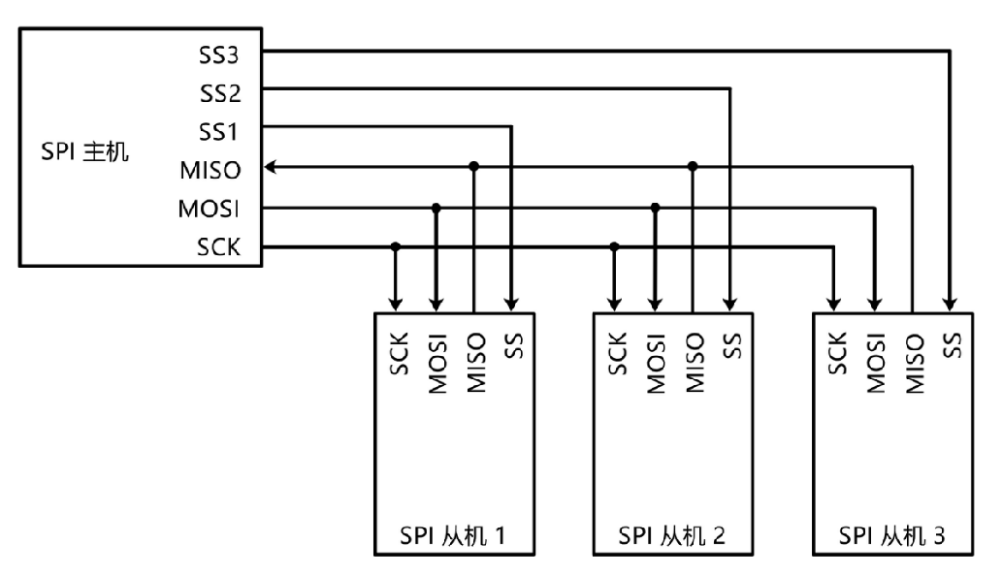 SS3
SS2
SS1
SPI 主机
MISO
MOSI
SCK
SCK
MOSI
MISO
SS
SCK
MOSI
MISO
SS
SCK
MOSI
MISO
SS
SPI 从机 1
SPI 从机 2
SPI 从机 3